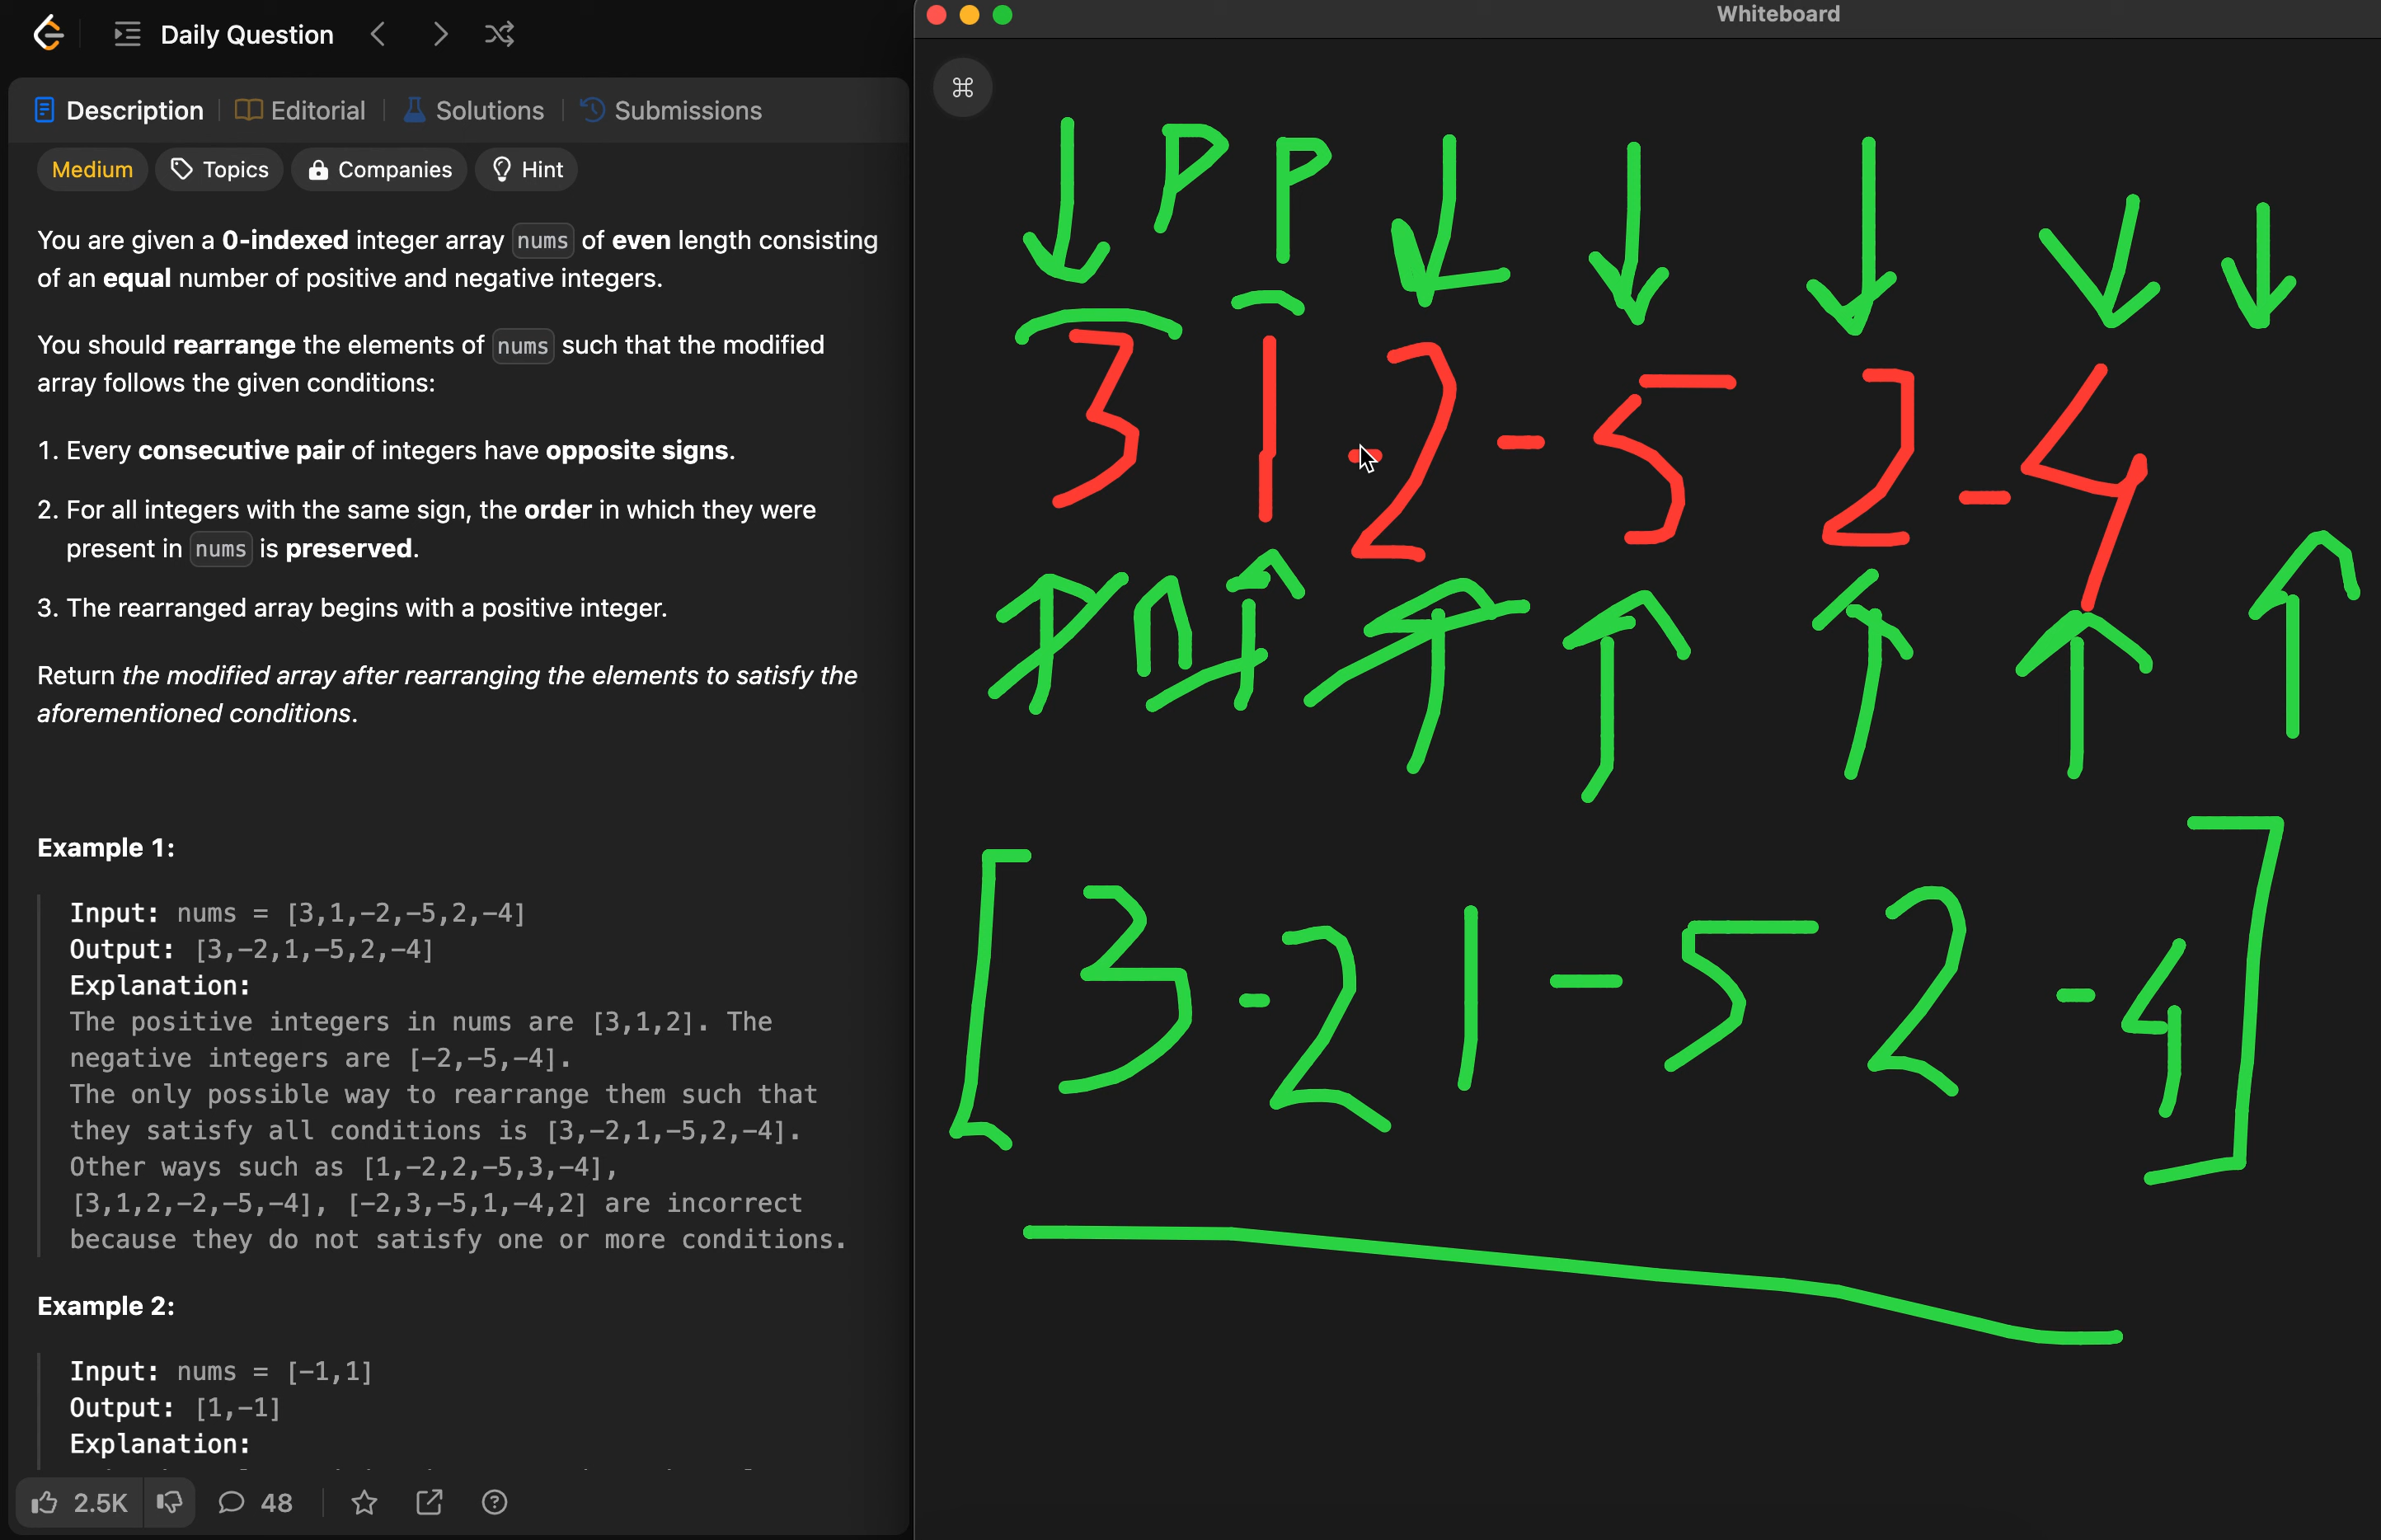 Daily Question
Whiteboard
⌘
Description | Editorial | Solutions | Submissions
Medium Topics Companies Hint
You are given a 0-indexed integer array nums of even length consisting
of an equal number of positive and negative integers.
You should rearrange the elements of nums such that the modified
array follows the given conditions:
1. Every consecutive pair of integers have opposite signs.
2. For all integers with the same sign, the order in which they were
present in nums is preserved.
3. The rearranged array begins with a positive integer.
Return the modified array after rearranging the elements to satisfy the
aforementioned conditions.
Example 1:
Input: nums = [3,1,-2,-5,2,-4]
Output: [3,-2,1,-5,2,-4]
Explanation:
The positive integers in nums are [3,1,2]. The
negative integers are [-2,-5,-4].
The only possible way to rearrange them such that
they satisfy all conditions is [3,-2,1,-5,2,-4].
Other ways such as [1,-2,2,-5,3,-4],
[3,1,2,-2,-5,-4], [-2,3,-5,1,-4,2] are incorrect
because they do not satisfy one or more conditions.
Example 2:
Input: nums = [-1,1]
Output: [1,-1]
Explanation:
2.5K 48
P P
3 1 -2 -5 2 -4
n
[3 -2 1 -5 2 -4]